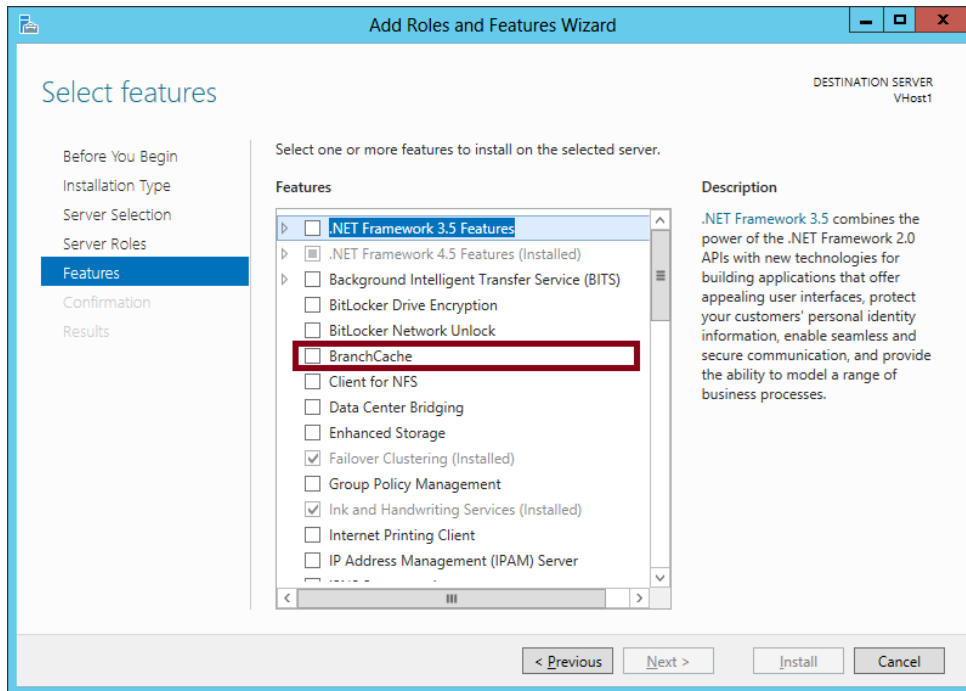 Add Roles and Features Wizard
Select features
DESTINATION SERVER
VHost1
Before You Begin
Installation Type
Server Selection
Server Roles
Features
Confirmation
Results
Select one or more features to install on the selected server.
Features
.NET Framework 3.5 Features
.NET Framework 4.5 Features (Installed)
Background Intelligent Transfer Service (BITS)
BitLocker Drive Encryption
BitLocker Network Unlock
BranchCache
Client for NFS
Data Center Bridging
Enhanced Storage
Failover Clustering (Installed)
Group Policy Management
Ink and Handwriting Services (Installed)
Internet Printing Client
IP Address Management (IPAM) Server
Description
.NET Framework 3.5 combines the
power of the .NET Framework 2.0
APIs with new technologies for
building applications that offer
appealing user interfaces, protect
your customers' personal identity
information, enable seamless and
secure communication, and provide
the ability to model a range of
business processes.
< Previous
Next >
Install
Cancel